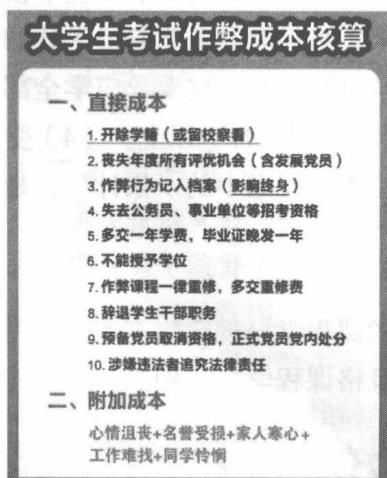 大学生考试作弊成本核算
一、直接成本
1.开除学籍（或留校察看）
2.丧失年度所有评优机会（含发展党员）
3.作弊行为记入档案（影响终身）
4.失去公务员、事业单位等招考资格
5.多交一年学费，毕业证晚发一年
6.不能授予学位
7.作弊课程一律重修，多交重修费
8.辞退学生干部职务
9.预备党员取消资格，正式党员党内处分
10.涉嫌违法者追究法律责任
二、附加成本
心情沮丧+名誉受损+家人寒心+
工作难找+同学怜悯